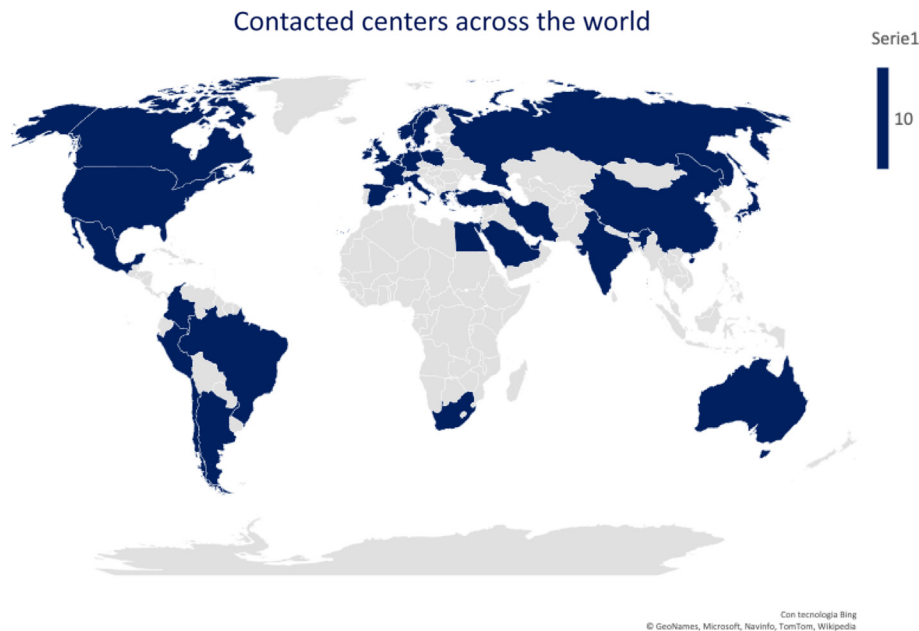 Contacted centers across the world
Serie1
10
Con tecnologia Bing
© GeoNames, Microsoft, Navinfo, TomTom, Wikipedia